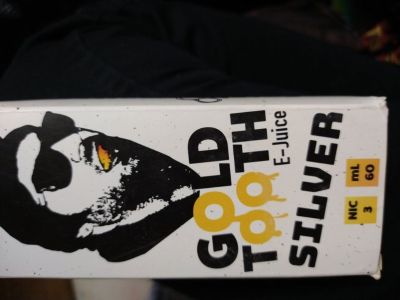 GOLD
TOOTH
E-Juice
SILVER
NIC
3
mL
60